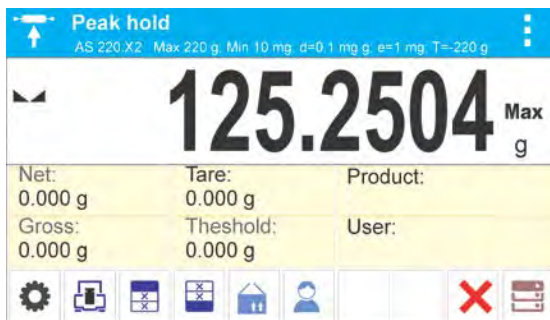 Peak hold
AS 220.X2 Max 220 g: Min 10 mg: d=0.1 mg g: e=1 mg: T=-220 g
125.2504 Max
g
Net: Tare: Product:
0.000 g 0.000 g
Gross: Theshold: User:
0.000 g 0.000 g